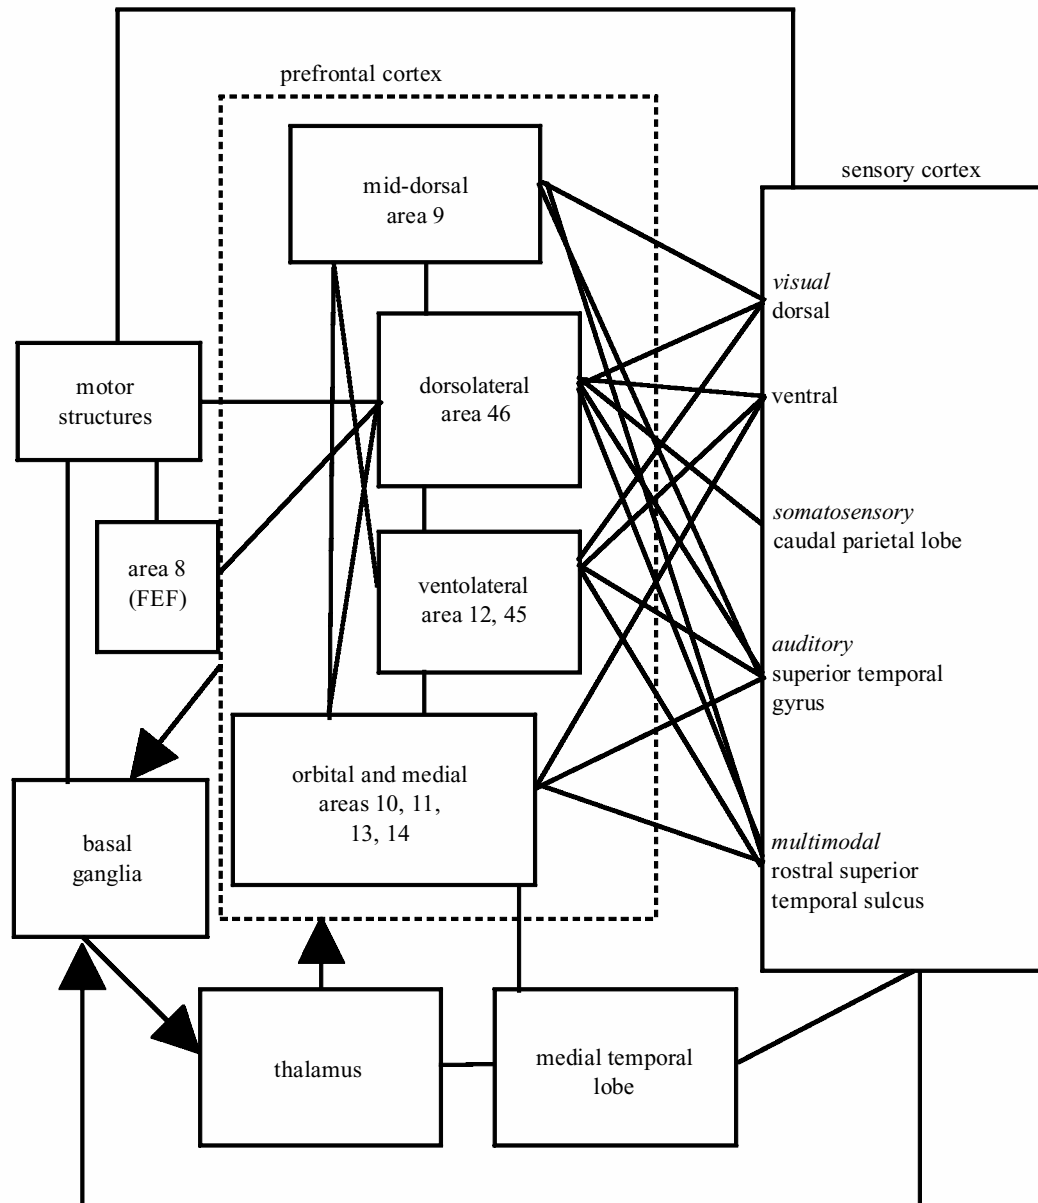 prefrontal cortex
mid-dorsal
area 9
sensory cortex
visual
dorsal
motor
structures
dorsolateral
area 46
ventral
somatosensory
caudal parietal lobe
area 8
(FEF)
ventolateral
area 12, 45
auditory
superior temporal
gyrus
orbital and medial
areas 10, 11,
13, 14
basal
ganglia
multimodal
rostral superior
temporal sulcus
thalamus
medial temporal
lobe